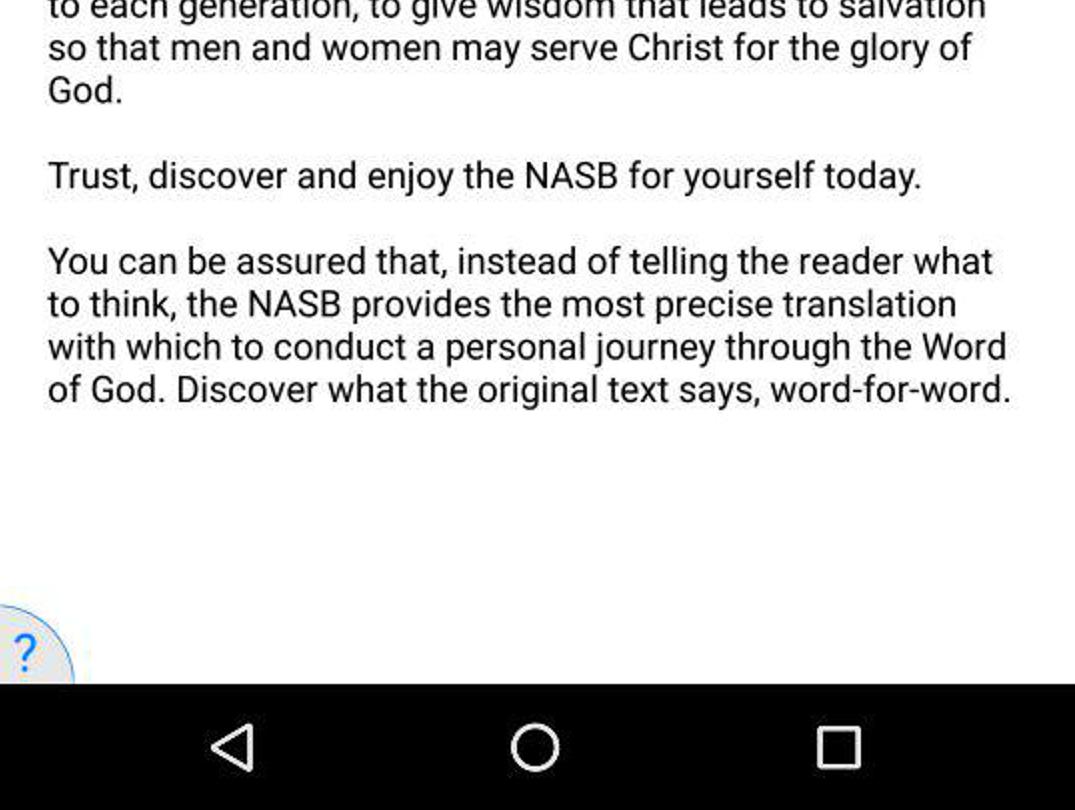 to each generation, to give wisdom that leads to salvation
so that men and women may serve Christ for the glory of
God.
Trust, discover and enjoy the NASB for yourself today.
You can be assured that, instead of telling the reader what
to think, the NASB provides the most precise translation
with which to conduct a personal journey through the Word
of God. Discover what the original text says, word-for-word.
?